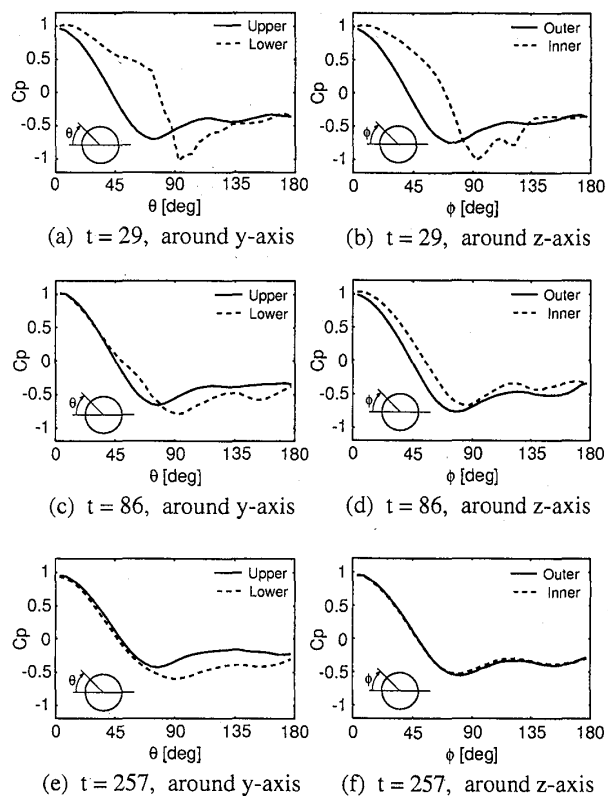 Upper
Lower
Cp
1
0.5
0
-0.5
-1
θ
0 45 90 135 180
θ [deg]
(a) t = 29, around y-axis
Outer
Inner
Cp
1
0.5
0
-0.5
-1
ϕ
0 45 90 135 180
ϕ [deg]
(b) t = 29, around z-axis
Upper
Lower
Cp
1
0.5
0
-0.5
-1
θ
0 45 90 135 180
θ [deg]
(c) t = 86, around y-axis
Outer
Inner
Cp
1
0.5
0
-0.5
-1
ϕ
0 45 90 135 180
ϕ [deg]
(d) t = 86, around z-axis
Upper
Lower
Cp
1
0.5
0
-0.5
-1
θ
0 45 90 135 180
θ [deg]
(e) t = 257, around y-axis
Outer
Inner
Cp
1
0.5
0
-0.5
-1
ϕ
0 45 90 135 180
ϕ [deg]
(f) t = 257, around z-axis